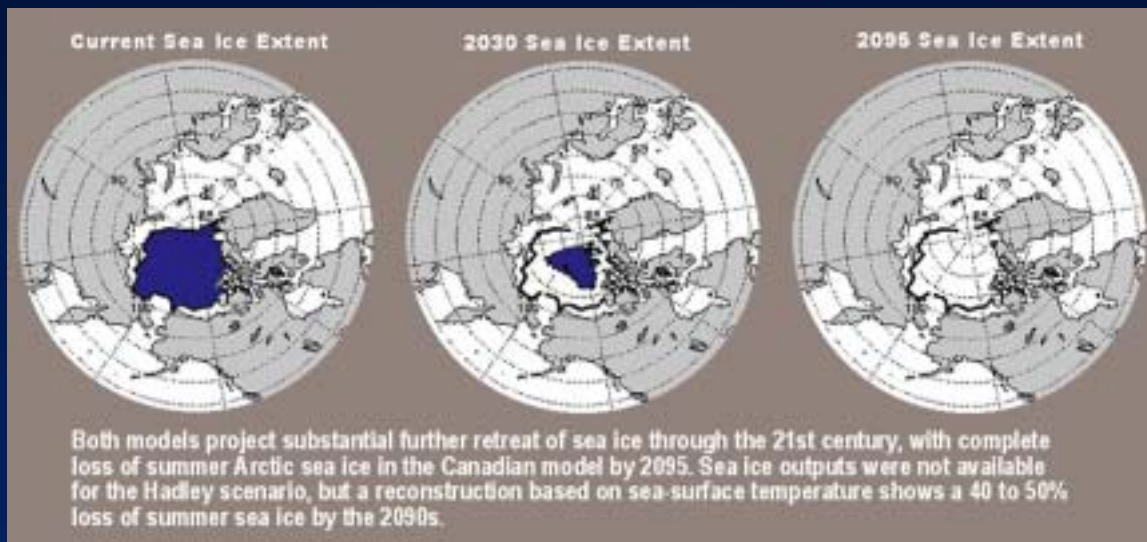 Current Sea Ice Extent
2030 Sea Ice Extent
2095 Sea Ice Extent
Both models project substantial further retreat of sea ice through the 21st century, with complete
loss of summer Arctic sea ice in the Canadian model by 2095. Sea ice outputs were not available
for the Hadley scenario, but a reconstruction based on sea-surface temperature shows a 40 to 50%
loss of summer sea ice by the 2090s.